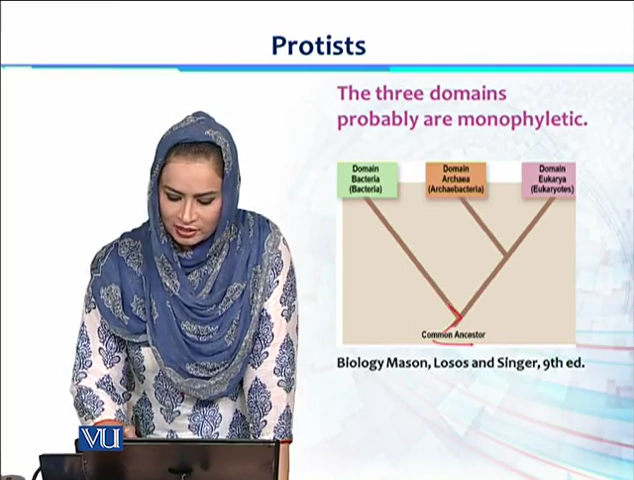 Protists
The three domains
probably are monophyletic.
Domain
Bacteria
(Bacteria)
Domain
Archaea
(Archaebacteria)
Domain
Eukarya
(Eukaryotes)
Common Ancestor
Biology Mason, Losos and Singer, 9th ed.
VU